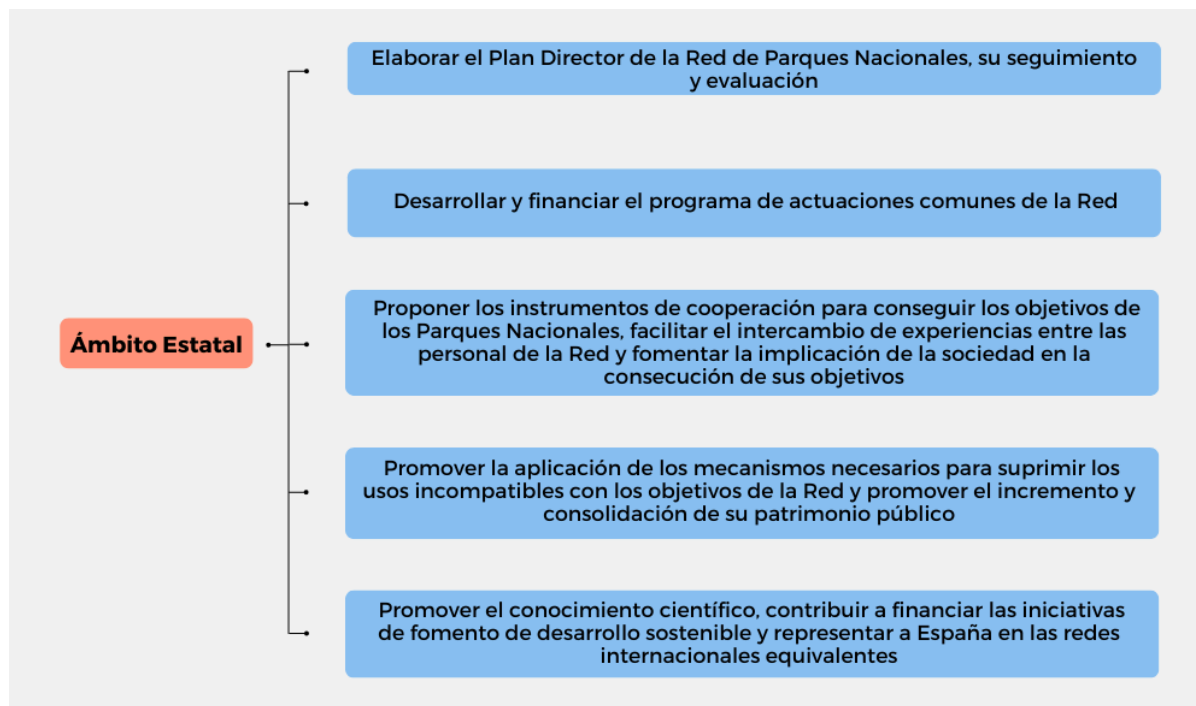 Elaborar el Plan Director de la Red de Parques Nacionales, su seguimiento
y evaluación
Desarrollar y financiar el programa de actuaciones comunes de la Red
Proponer los instrumentos de cooperación para conseguir los objetivos de
los Parques Nacionales, facilitar el intercambio de experiencias entre las
personal de la Red y fomentar la implicación de la sociedad en la
consecución de sus objetivos
Ámbito Estatal
Promover la aplicación de los mecanismos necesarios para suprimir los
usos incompatibles con los objetivos de la Red y promover el incremento y
consolidación de su patrimonio público
Promover el conocimiento científico, contribuir a financiar las iniciativas
de fomento de desarrollo sostenible y representar a España en las redes
internacionales equivalentes